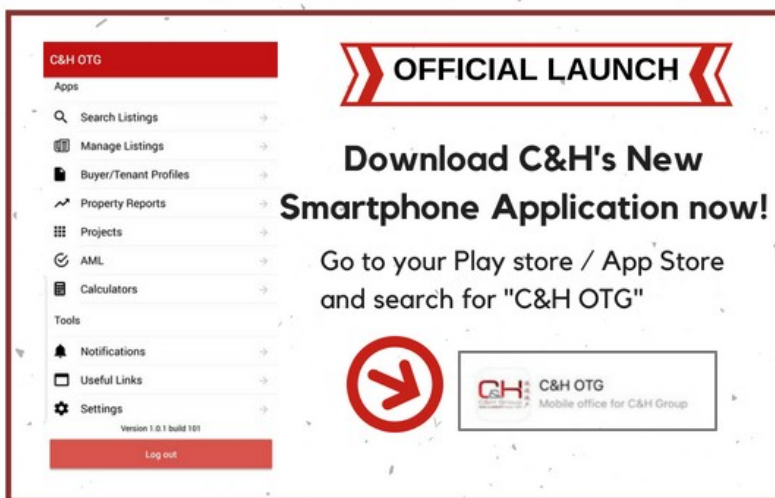 C&H OTG
Apps
Search Listings
Manage Listings
Buyer/Tenant Profiles
Property Reports
Projects
AML
Calculators
Tools
Notifications
Useful Links
Settings
Version 1.0.1 build 101
Log out
OFFICIAL LAUNCH
Download C&H's New
Smartphone Application now!
Go to your Play store / App Store
and search for "C&H OTG"
C&H
C&H Group
C&H OTG
Mobile office for C&H Group